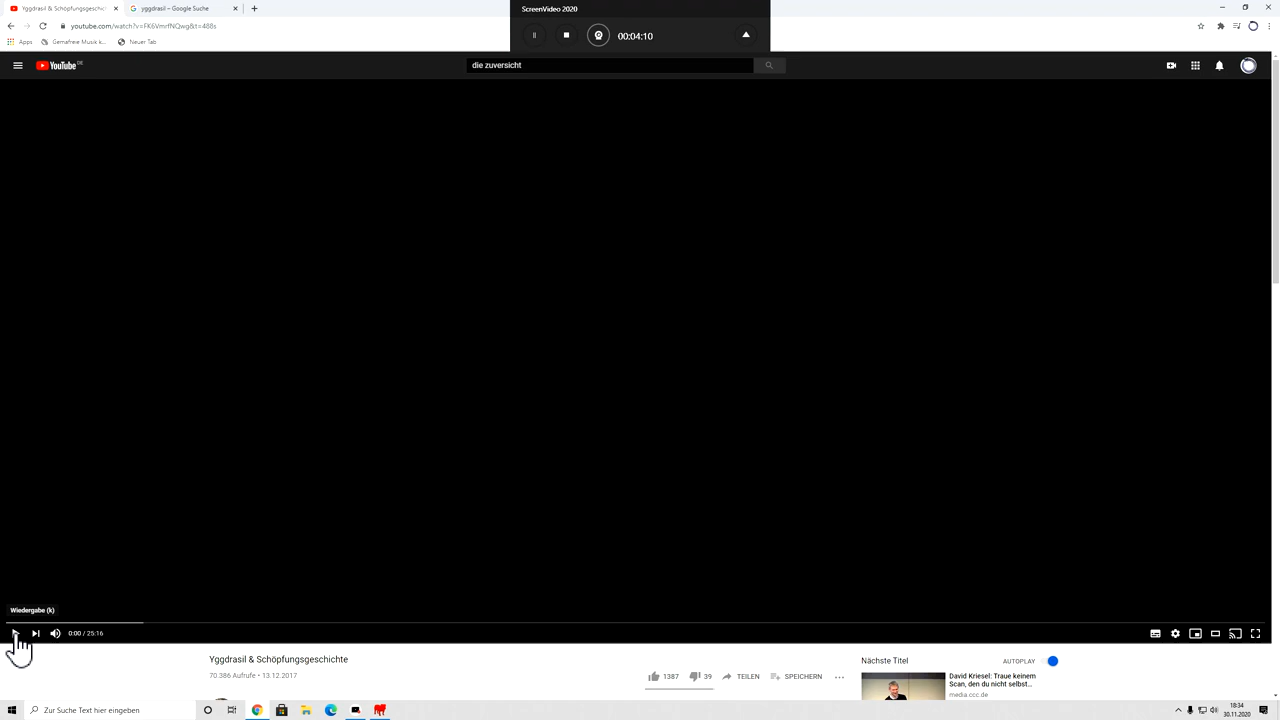 Yggdrasil & Schöpfungsgeschich
yggdrasil – Google Suche
ScreenVideo 2020
00:04:10
youtube.com/watch?v=FK6VmrfNQwg&t=488s
Apps
Gemafreie Musik k...
Neuer Tab
YouTube DE
die zuversicht
Wiedergabe (k)
0:00 / 25:16
Yggdrasil & Schöpfungsgeschichte
70.386 Aufrufe • 13.12.2017
1387
39
TEILEN
SPEICHERN
Nächste Titel
AUTOPLAY
David Kriesel: Traue keinem
Scan, den du nicht selbst...
media.ccc.de
Zur Suche Text hier eingeben
18:34
30.11.2020